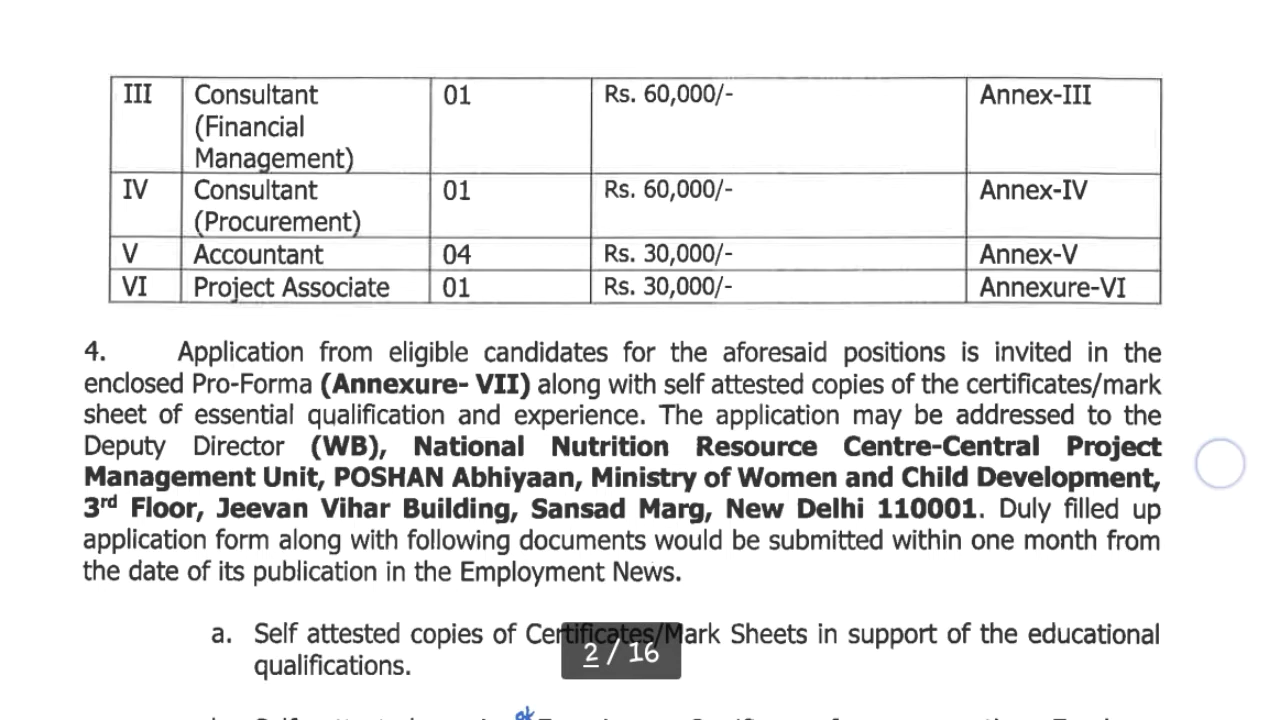 III Consultant 01 Rs. 60,000/- Annex-III
(Financial
Management)
IV Consultant 01 Rs. 60,000/- Annex-IV
(Procurement)
V Accountant 04 Rs. 30,000/- Annex-V
VI Project Associate 01 Rs. 30,000/- Annexure-VI
4. Application from eligible candidates for the aforesaid positions is invited in the
enclosed Pro-Forma (Annexure- VII) along with self attested copies of the certificates/mark
sheet of essential qualification and experience. The application may be addressed to the
Deputy Director (WB), National Nutrition Resource Centre-Central Project
Management Unit, POSHAN Abhiyaan, Ministry of Women and Child Development,
3rd Floor, Jeevan Vihar Building, Sansad Marg, New Delhi 110001. Duly filled up
application form along with following documents would be submitted within one month from
the date of its publication in the Employment News.
a. Self attested copies of Certificates/Mark Sheets in support of the educational
qualifications.
2 / 16